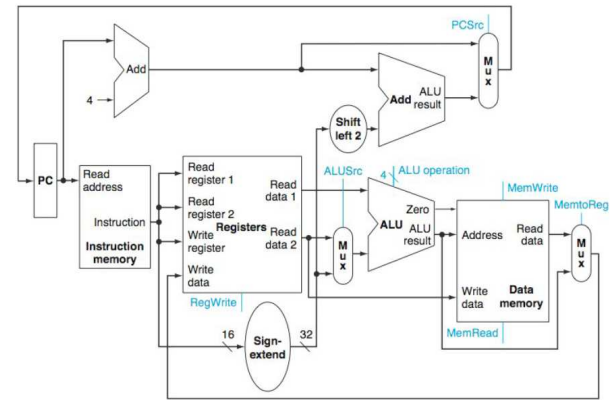 PCSrc
Add
4
M
u
x
Add
ALU
result
Shift
left 2
PC
Read
address
Instruction
Instruction
memory
Read
register 1
Read
register 2
Write
register
Write
data
Registers
Read
data 1
Read
data 2
RegWrite
ALUSrc
M
u
x
4
ALU operation
Zero
ALU
ALU
result
MemWrite
Address
Read
data
Write
data
Data
memory
MemRead
MemtoReg
M
u
x
16
Sign-
extend
32